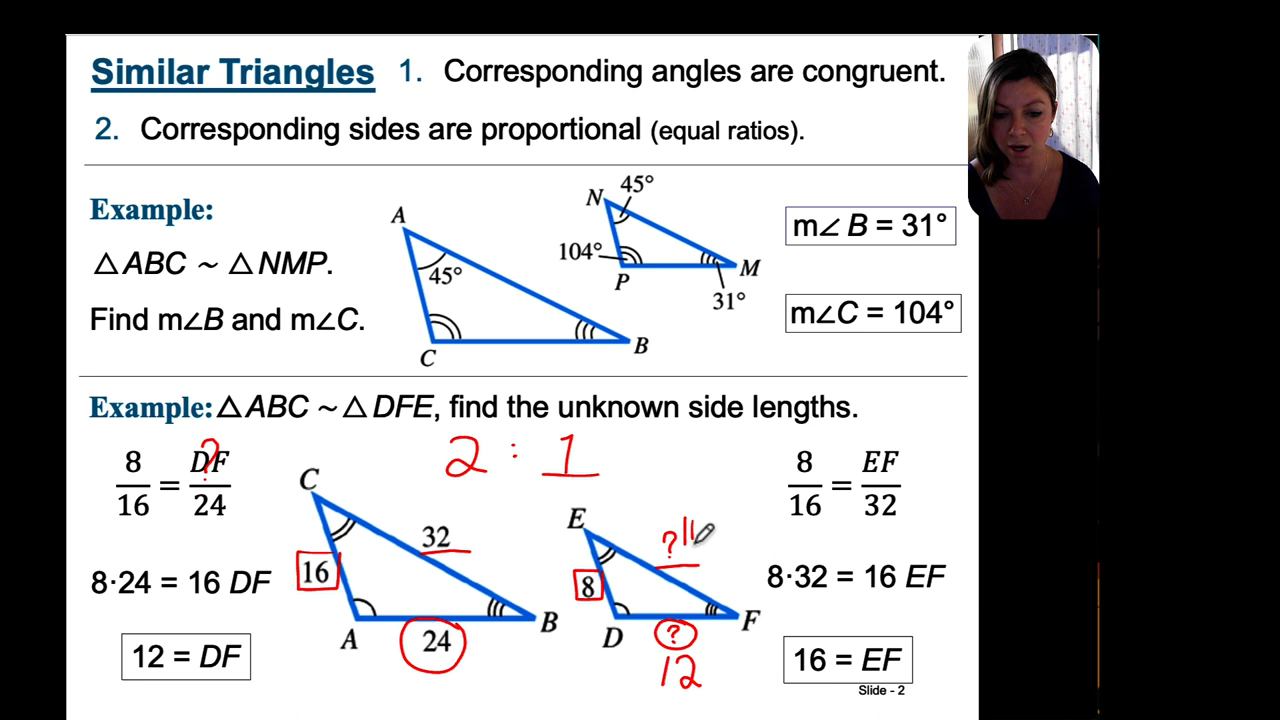 Similar Triangles 1. Corresponding angles are congruent.
2. Corresponding sides are proportional (equal ratios).
Example:
△ABC ~ △NMP.
Find m∠B and m∠C.
A
45°
C
B
N
45°
104°
P
M
31°
m∠ B = 31°
m∠C = 104°
Example: △ABC ~ △DFE, find the unknown side lengths.
2 : 1
8/16 = DF/24
?
8·24 = 16 DF
12 = DF
C
32
16
A
24
B
E
?
8
D
?
F
12
8/16 = EF/32
8·32 = 16 EF
16 = EF
Slide - 2